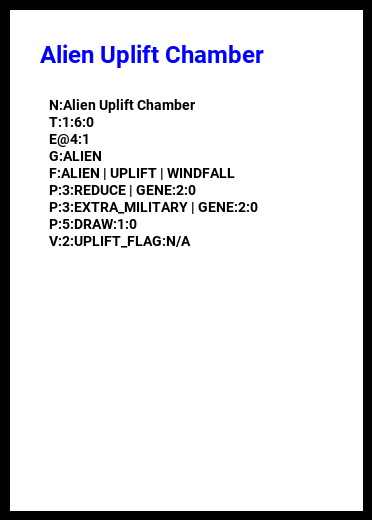 Alien Uplift Chamber
N:Alien Uplift Chamber
T:1:6:0
E@4:1
G:ALIEN
F:ALIEN | UPLIFT | WINDFALL
P:3:REDUCE | GENE:2:0
P:3:EXTRA_MILITARY | GENE:2:0
P:5:DRAW:1:0
V:2:UPLIFT_FLAG:N/A